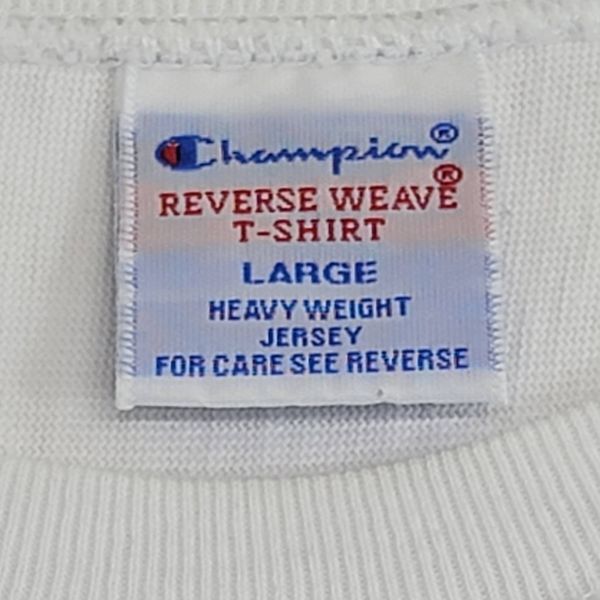 Champion®
REVERSE WEAVE®
T-SHIRT
LARGE
HEAVY WEIGHT
JERSEY
FOR CARE SEE REVERSE